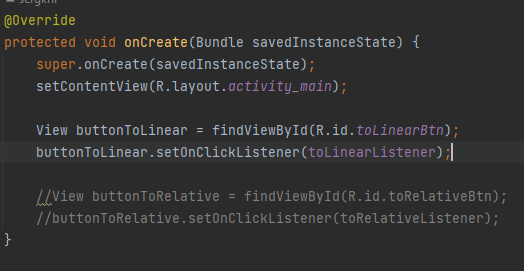 @Override
protected void onCreate(Bundle savedInstanceState) {
super.onCreate(savedInstanceState);
setContentView(R.layout.activity_main);
View buttonToLinear = findViewById(R.id.toLinearBtn);
buttonToLinear.setOnClickListener(toLinearListener);
//View buttonToRelative = findViewById(R.id.toRelativeBtn);
//buttonToRelative.setOnClickListener(toRelativeListener);
}